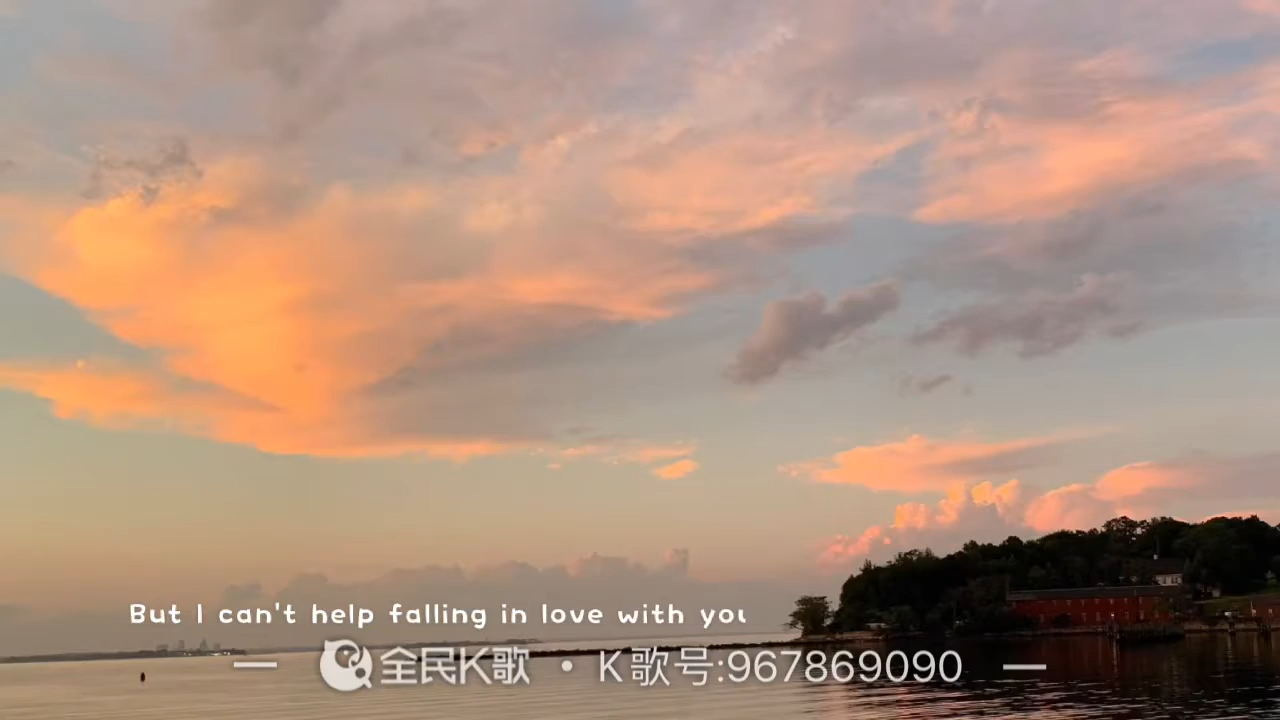 But I can't help falling in love with you
全民K歌 • K歌号:967869090